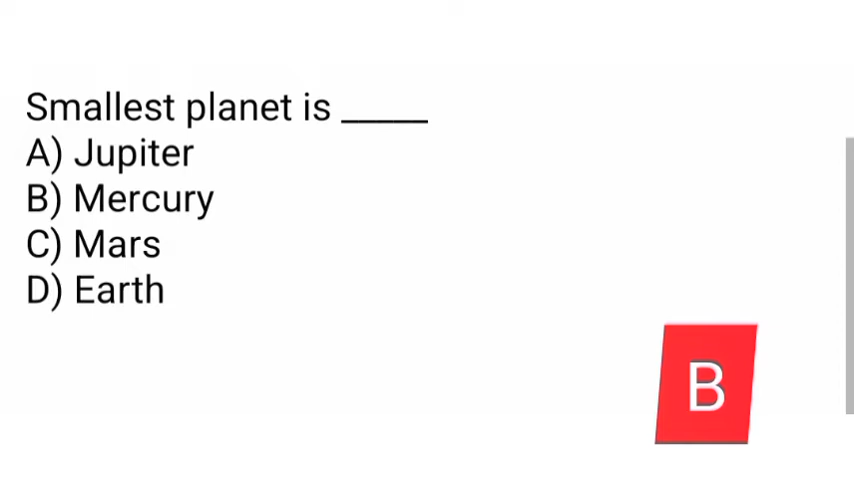 Smallest planet is _____
A) Jupiter
B) Mercury
C) Mars
D) Earth
B